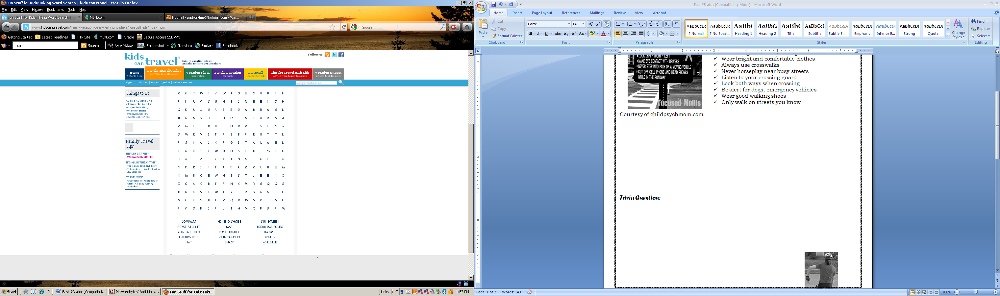 Fun Stuff for Kids: Hiking Word Search | kids can travel - Mozilla Firefox
File Edit View History Bookmarks Tools Help
Fun Stuff for Kids: Hiking Word Search | ...
MSN.com
Hotmail - padron4me@hotmail.com - Win...
www.kidscantravel.com/familyvacationideas/walkingholidays/funstuffkids/index.html
Google
ABP
Getting Started Latest Headlines FTP Site MSN.com Oracle Secure Access SSL VPN
msn Search Save Video Screenshot Translate Similar Facebook
kids can travel
family vacation ideas
and the tools to get you there
Follow us
Home
it starts here
Family Travel Guides
activities & destinations
Vacation Ideas
inspiration
Family Favorites
top picks
Fun Stuff
content for kids
Tips for Travel with Kids
advice from family travelers
Vacation Images
photos & slideshows
sign in | sign up | my miniguide | write a review
Google Custom Search
Things to Do
ACTIVE ADVENTURE
Hiking on the North Rim
Cinque Terre Hiking
On Foot in Ireland
Walking in Scotland
Buenos Aires on Foot
Family Travel
Tips
HEALTH & SAFETY
Walking Safely with Kids
IT'S ALL IN THE ACTIVITY
Top Family Trips and Tours
Yellowstone, a top destination
200 years on
TRAVEL WISE
Smoothing the Road: How to
Select A Family Walking
Adventure
R G T W F V W A G E O B B F H
P N U V S U N S C R E E N J H
Q K U X G A B E G A B R A G L
B S N O H C N O P N I A R N J
R M H T D B L H M V E S E O A
S W D M I T P S B F D B T T L
P S N A C K P G I T A D A E L
I S E P I W D N A H D I W I L
H A T R E K K I N G P O L E S
N P D I P T A K A Z R U B E M
X M B K E W H I S T L E E X I
Z O N K B T P H K M R G Q Q S
D C C S T W K Y C R O S G H H
M O E N U T M Q M W S C I S H
P C J B C P L I H M Q F G F W
COMPASS HIKING SHOES SUNSCREEN
FIRST AID KIT MAP TREKKING POLES
GARBAGE BAG POCKETKNIFE TROWEL
HANDWIPES RAIN PONCHO WATER
HAT SNACK WHISTLE
x
Start
East #3 .doc [Compatibili...
Malwarebytes' Anti-Malw...
Fun Stuff for Kids: Hiki...
Links
1:57 PM
East #3 .doc [Compatibility Mode] - Microsoft Word
Home Insert Page Layout References Mailings Review View Acrobat
Paste
Cut
Copy
Format Painter
Clipboard
Forte 14
Font
Paragraph
AaBbCcDc AaBbCcDc AaBbC AaBbCc AaBbC AaBbCcI AaBbCcDc AaBbCcDc AaBbCcDc AaBbCcDc AaBbCcDc
¶ Normal ¶ No Spaci... Heading 1 Heading 2 Title Subtitle Subtle Em... Emphasis Intense E... Strong Quote
Change
Styles
Styles
Find
Replace
Select
Editing
1 2 3 4 5 6 7
• LOOK LEFT - RIGHT - LEFT
• MAKE EYE CONTACT WITH DRIVERS
• NEVER STEP INTO PATH OF A MOVING VEHICLE
• CUT OFF CELL PHONE AND HEAD PHONES
WHILE IN THE ROADWAY
Focused Moms
✓ Wear bright and comfortable clothes
✓ Always use crosswalks
✓ Never horseplay near busy streets
✓ Listen to your crossing guard
✓ Look both ways when crossing
✓ Be alert for dogs, emergency vehicles
✓ Wear good walking shoes
✓ Only walk on streets you know
Courtesy of childpsychmom.com
Trivia Question:
Page: 1 of 2 Words: 143
100%